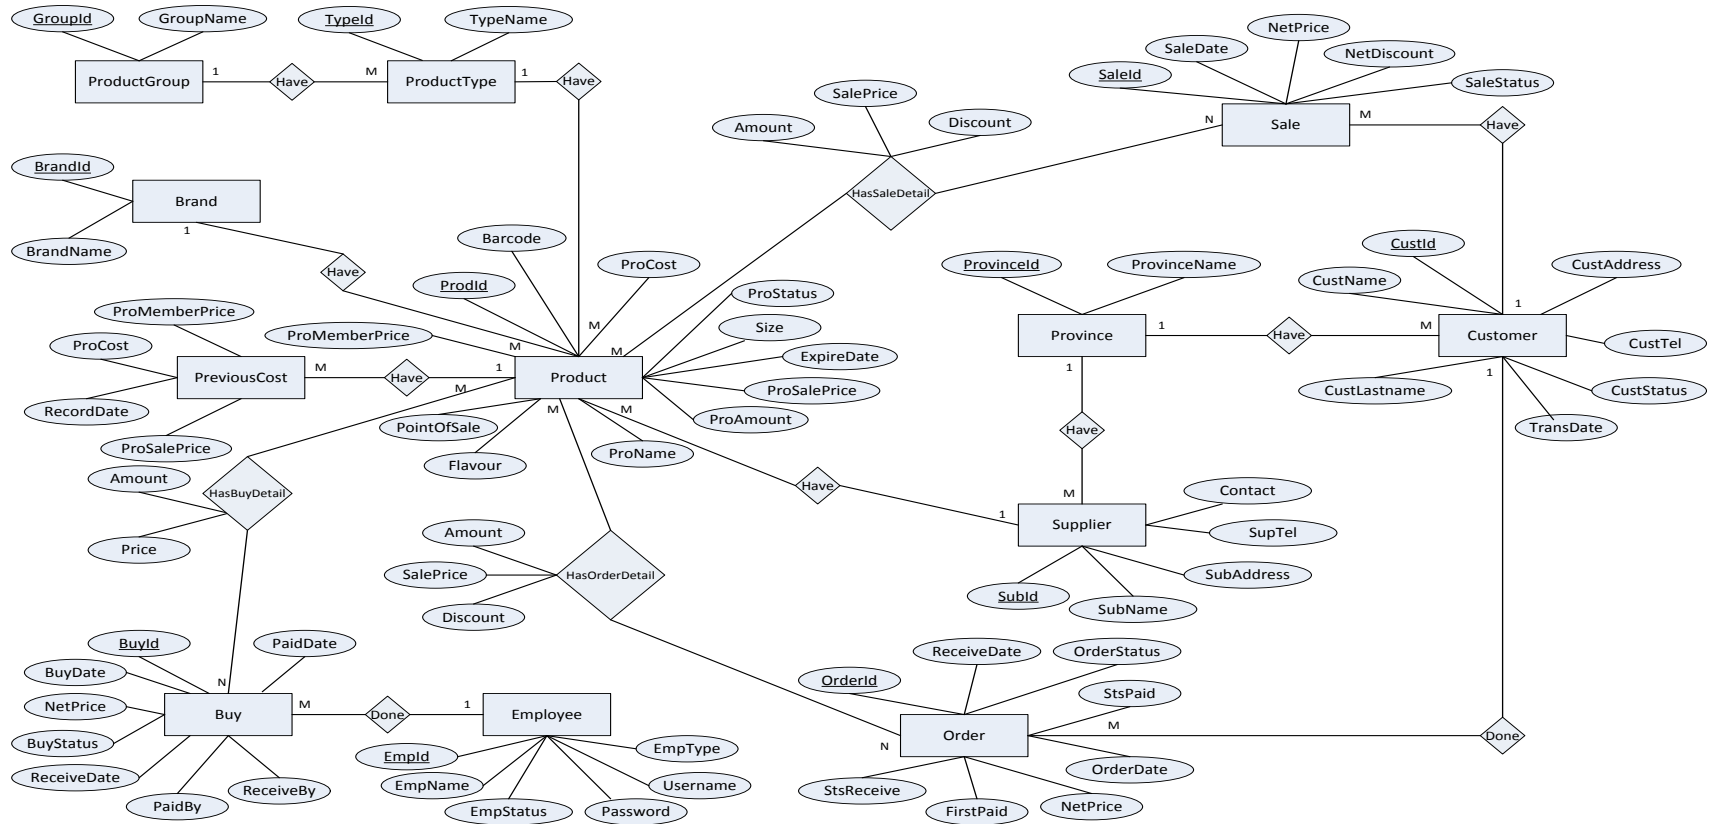 GroupId
GroupName
TypeId
TypeName
NetPrice
SaleDate
NetDiscount
SaleId
SaleStatus
ProductGroup
1
Have
M
ProductType
1
Have
SalePrice
Amount
Discount
N
Sale
M
Have
BrandId
Brand
HasSaleDetail
1
BrandName
Barcode
CustId
ProCost
ProvinceId
ProvinceName
CustAddress
Have
ProdId
CustName
ProStatus
ProMemberPrice
1
Size
ProMemberPrice
M
Province
1
Have
M
Customer
ProCost
M
M
ExpireDate
CustTel
PreviousCost
M
Have
1
Product
1
1
M
ProSalePrice
CustLastname
CustStatus
RecordDate
M
M
ProAmount
PointOfSale
TransDate
Have
ProSalePrice
ProName
Flavour
Amount
Have
HasBuyDetail
M
Contact
1
Supplier
Amount
SupTel
Price
SalePrice
HasOrderDetail
SubAddress
SubId
Discount
SubName
BuyId
PaidDate
ReceiveDate
OrderStatus
BuyDate
N
OrderId
StsPaid
NetPrice
M
1
Buy
Done
Employee
M
Order
Done
BuyStatus
N
EmpType
EmpId
OrderDate
ReceiveDate
EmpName
Username
StsReceive
ReceiveBy
PaidBy
EmpStatus
Password
FirstPaid
NetPrice